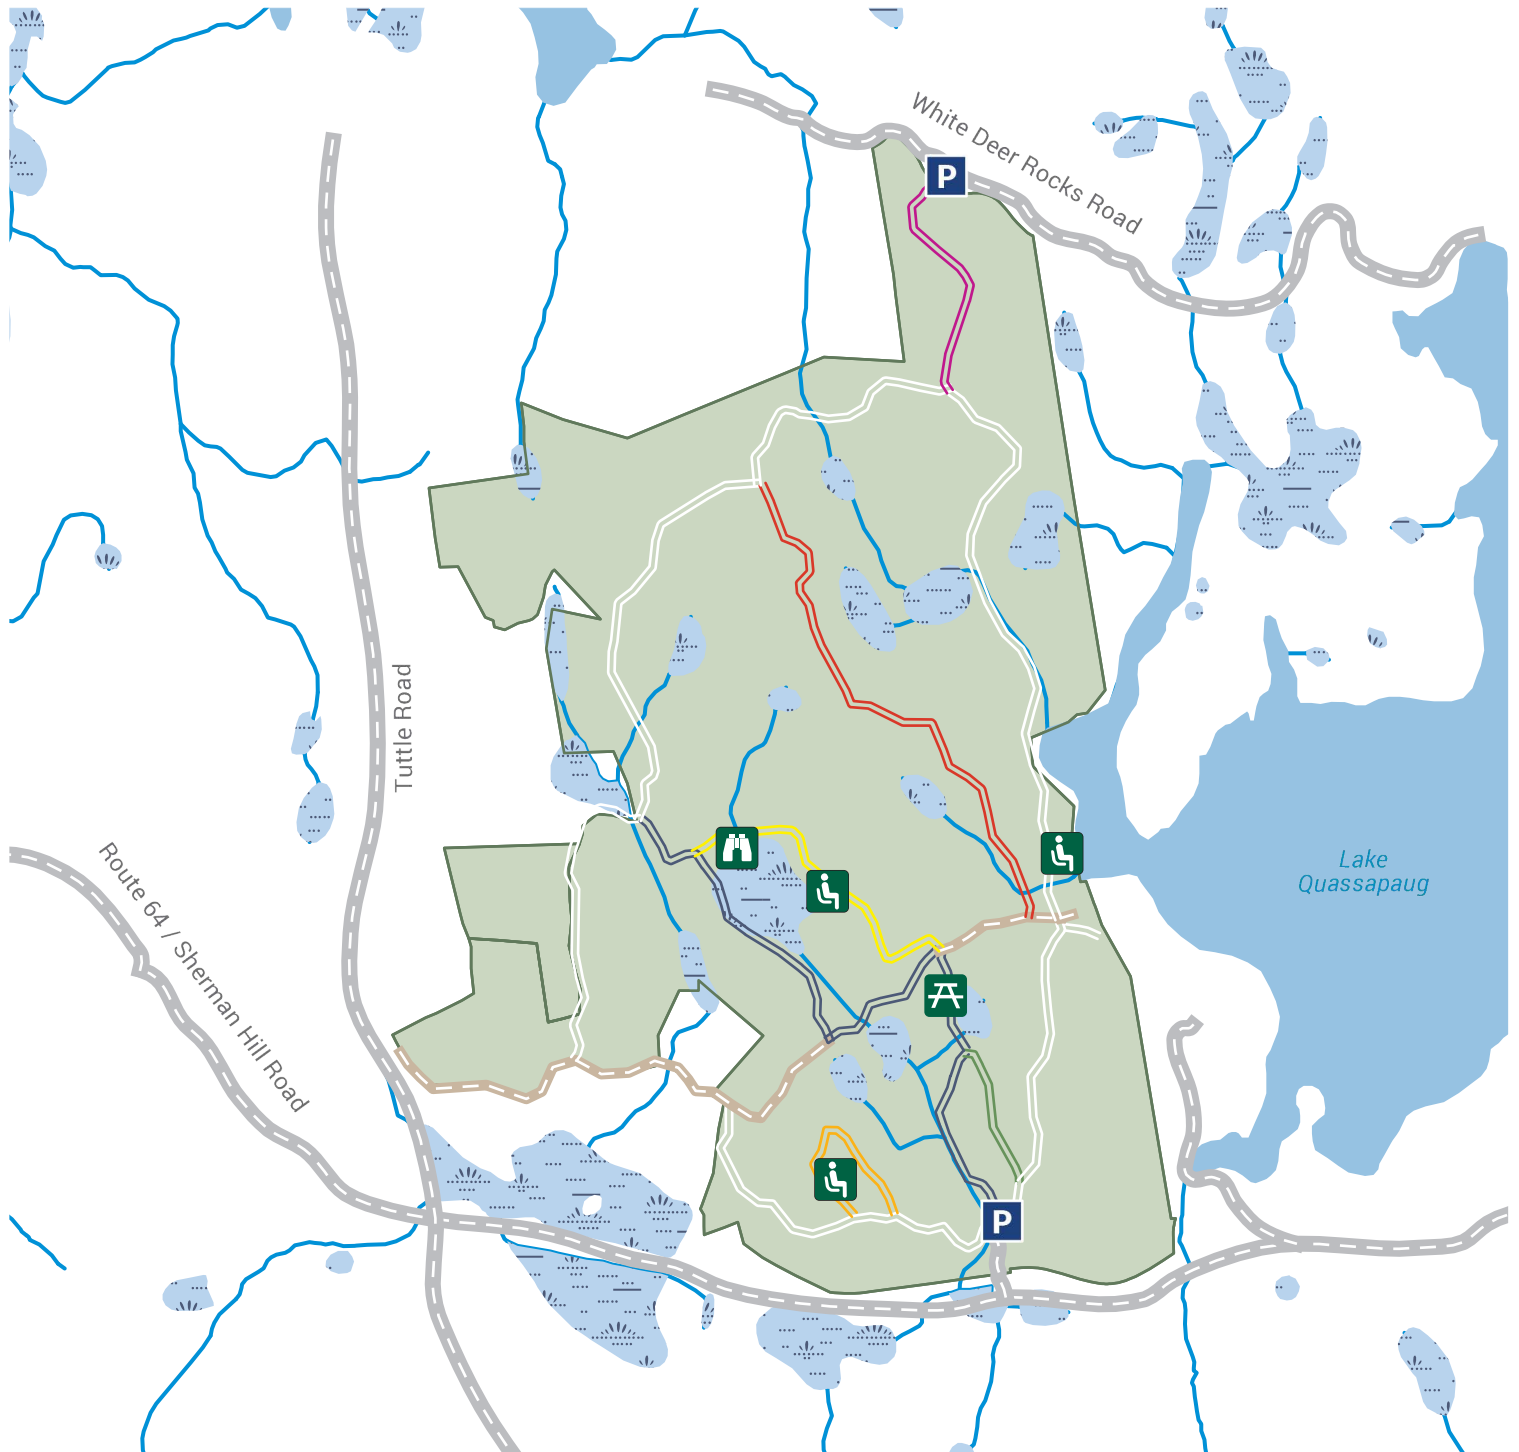 P
White Deer Rocks Road
Tuttle Road
Route 64 / Sherman Hill Road
Lake
Quassapaug
P